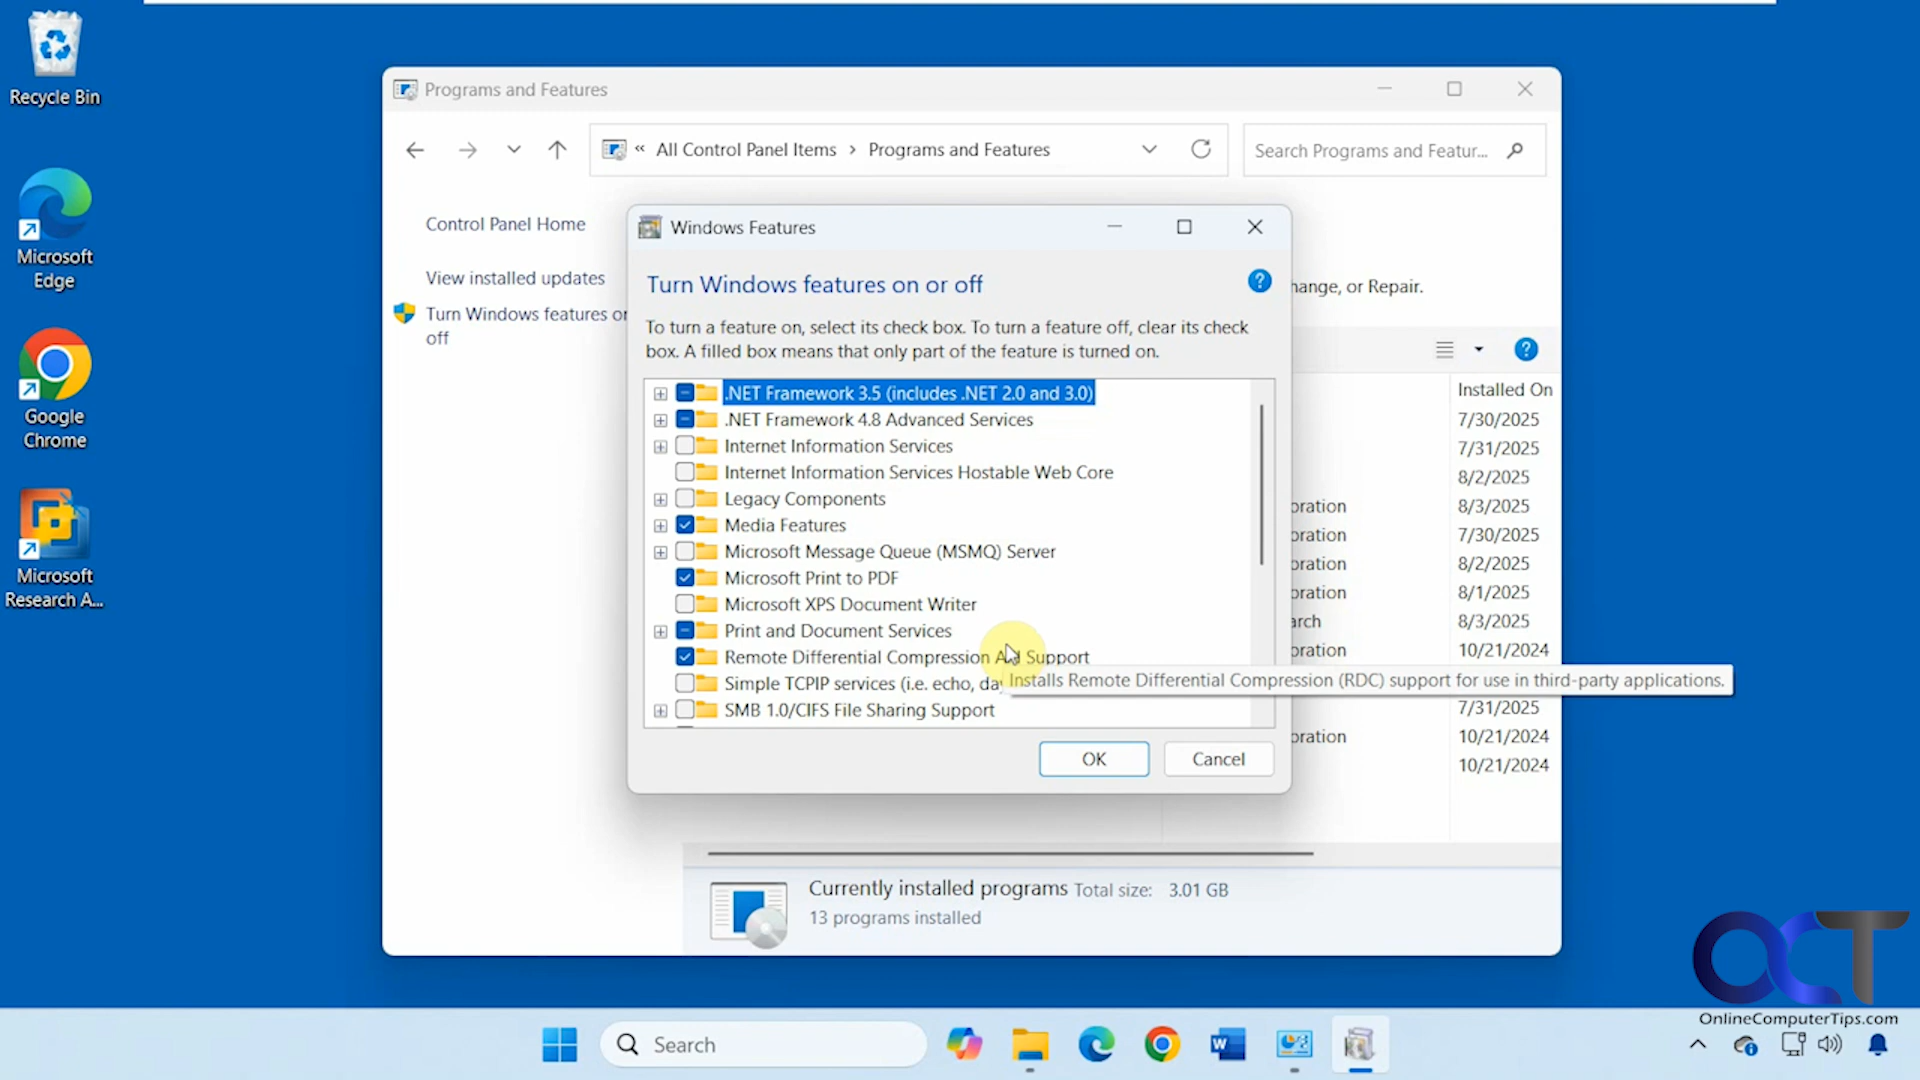 Recycle Bin
Microsoft
Edge
Google
Chrome
Microsoft
Research A...
Programs and Features
« All Control Panel Items > Programs and Features
Search Programs and Featur...
Control Panel Home
View installed updates
Turn Windows features or
off
hange, or Repair.
Windows Features
Turn Windows features on or off
To turn a feature on, select its check box. To turn a feature off, clear its check
box. A filled box means that only part of the feature is turned on.
.NET Framework 3.5 (includes .NET 2.0 and 3.0)
.NET Framework 4.8 Advanced Services
Internet Information Services
Internet Information Services Hostable Web Core
Legacy Components
Media Features
Microsoft Message Queue (MSMQ) Server
Microsoft Print to PDF
Microsoft XPS Document Writer
Print and Document Services
Remote Differential Compression API Support
Simple TCPIP services (i.e. echo, da
SMB 1.0/CIFS File Sharing Support
Installs Remote Differential Compression (RDC) support for use in third-party applications.
OK
Cancel
Installed On
7/30/2025
7/31/2025
8/2/2025
oration 8/3/2025
oration 7/30/2025
oration 8/2/2025
oration 8/1/2025
arch 8/3/2025
oration 10/21/2024
7/31/2025
oration 10/21/2024
10/21/2024
Currently installed programs Total size: 3.01 GB
13 programs installed
OCT
OnlineComputerTips.com
Search